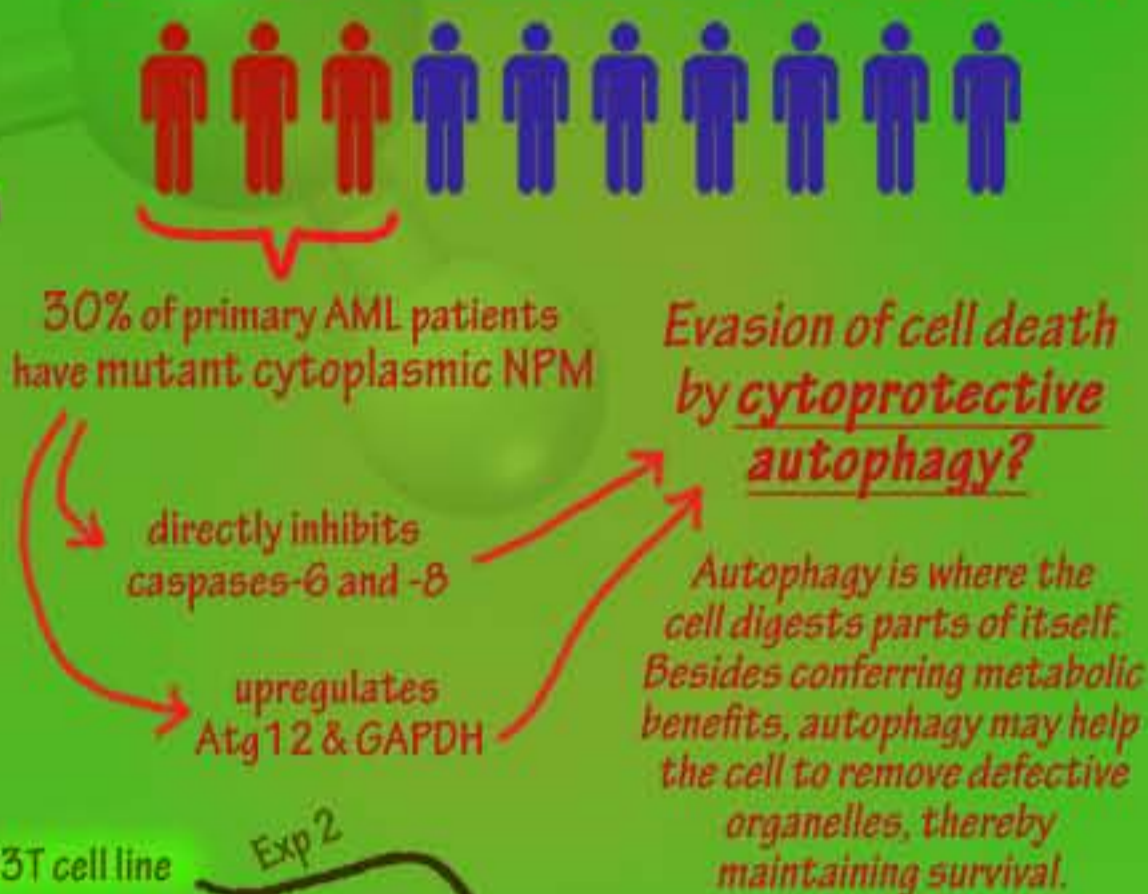 30% of primary AML patients
have mutant cytoplasmic NPM
directly inhibits
caspases-6 and -8
upregulates
Atg12 & GAPDH
Evasion of cell death
by cytoprotective
autophagy?
Autophagy is where the
cell digests parts of itself.
Besides conferring metabolic
benefits, autophagy may help
the cell to remove defective
organelles, thereby
maintaining survival.
3T cell line
Exp 2